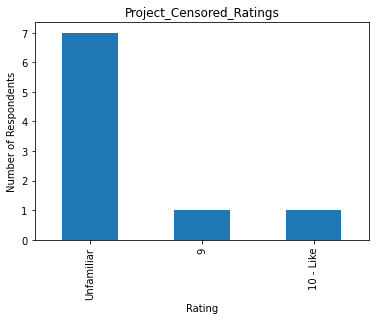 Project_Censored_Ratings
Number of Respondents
7
6
5
4
3
2
1
0
Unfamiliar
9
10 - Like
Rating